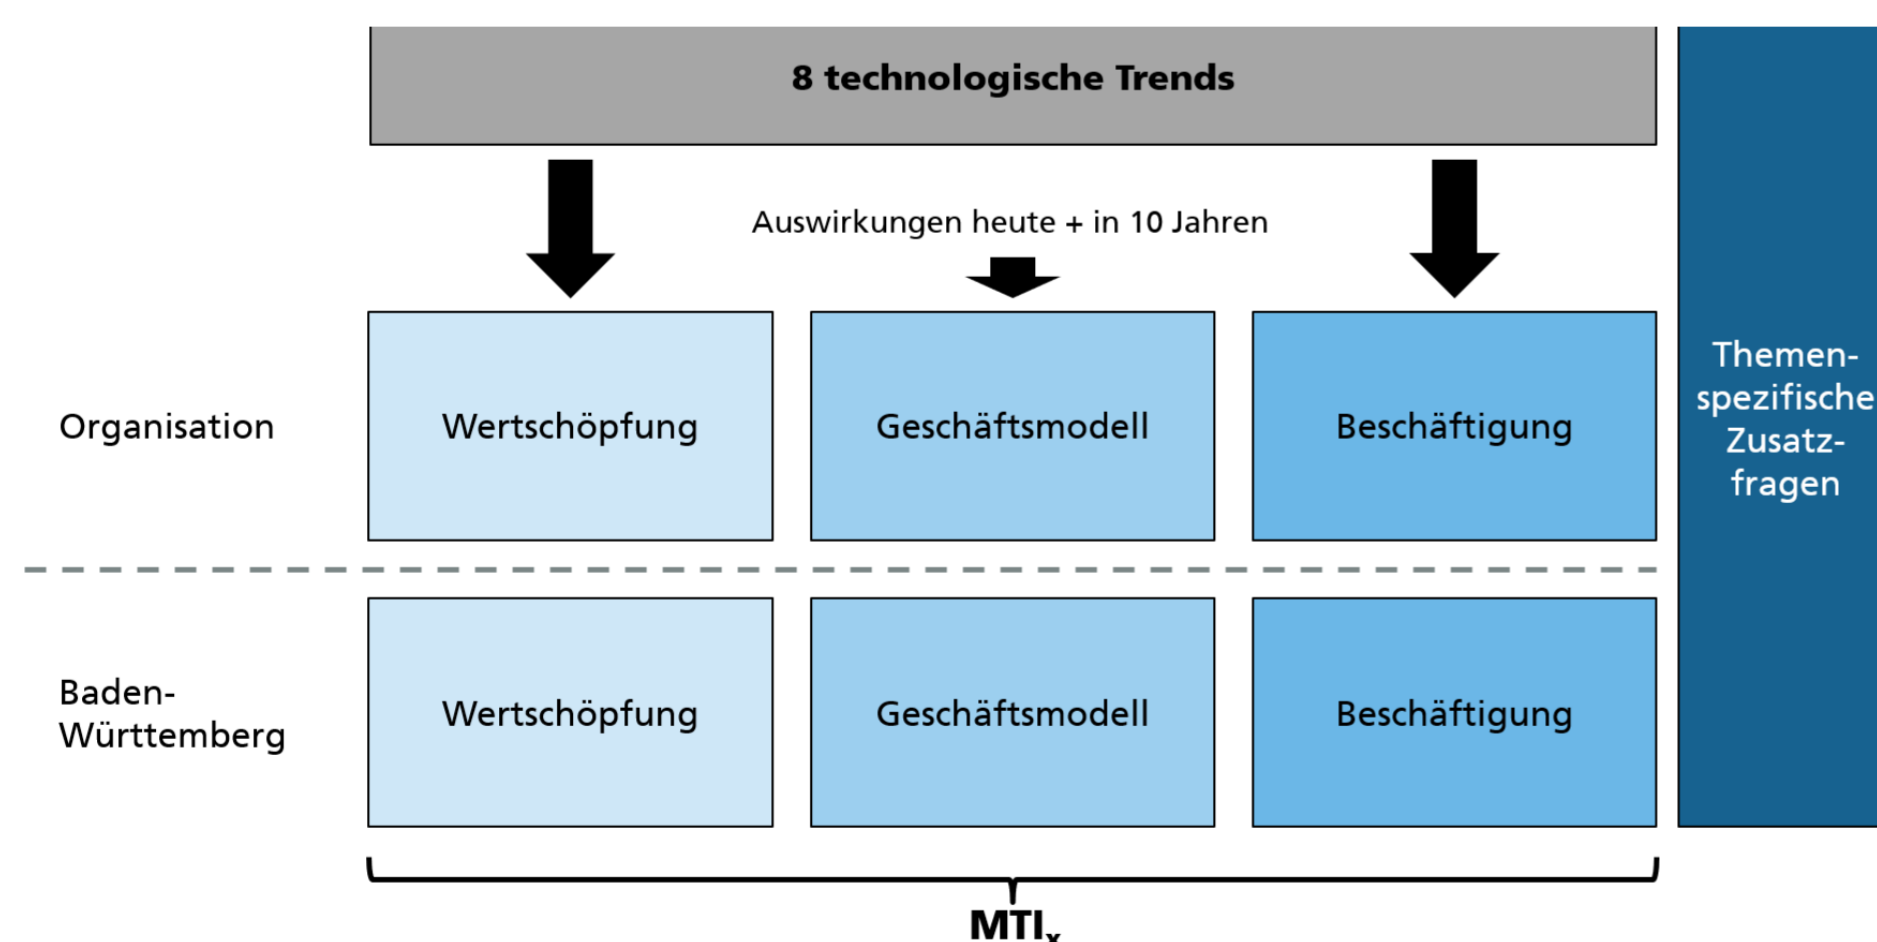 8 technologische Trends
Auswirkungen heute + in 10 Jahren
Organisation
Wertschöpfung
Geschäftsmodell
Beschäftigung
Themen-
spezifische
Zusatz-
fragen
Baden-
Württemberg
Wertschöpfung
Geschäftsmodell
Beschäftigung
MTIₓ